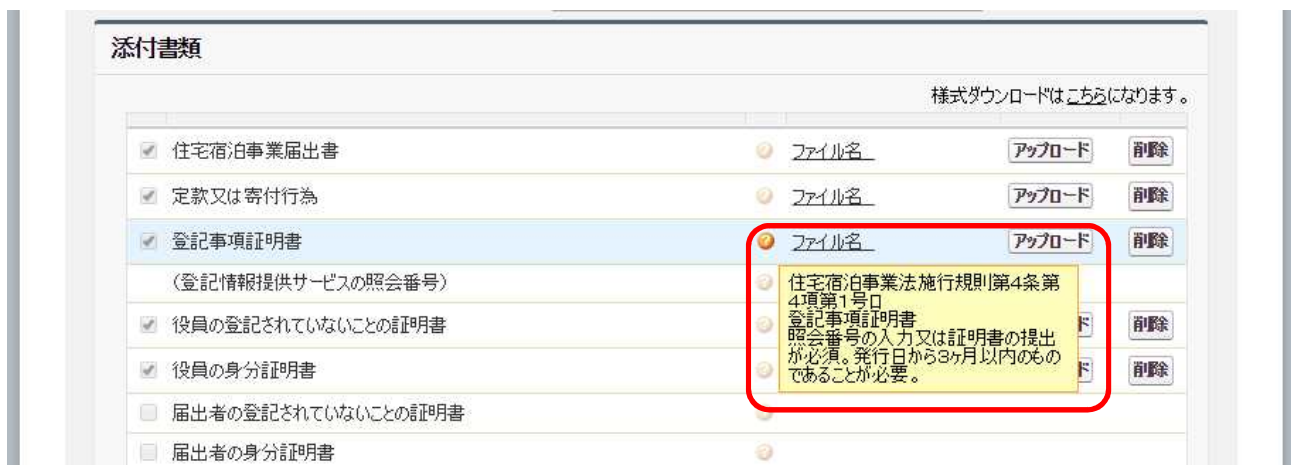 添付書類
様式ダウンロードはこちらになります。
住宅宿泊事業届出書 ファイル名 アップロード 削除
定款又は寄付行為 ファイル名 アップロード 削除
登記事項証明書 ファイル名 アップロード 削除
（登記情報提供サービスの照会番号）
住宅宿泊事業法施行規則第4条第
4項第1号ロ
登記事項証明書
照会番号の入力又は証明書の提出
が必須。発行日から3ヶ月以内のもの
であることが必要。
役員の登記されていないことの証明書 ド 削除
役員の身分証明書 ド 削除
届出者の登記されていないことの証明書
届出者の身分証明書